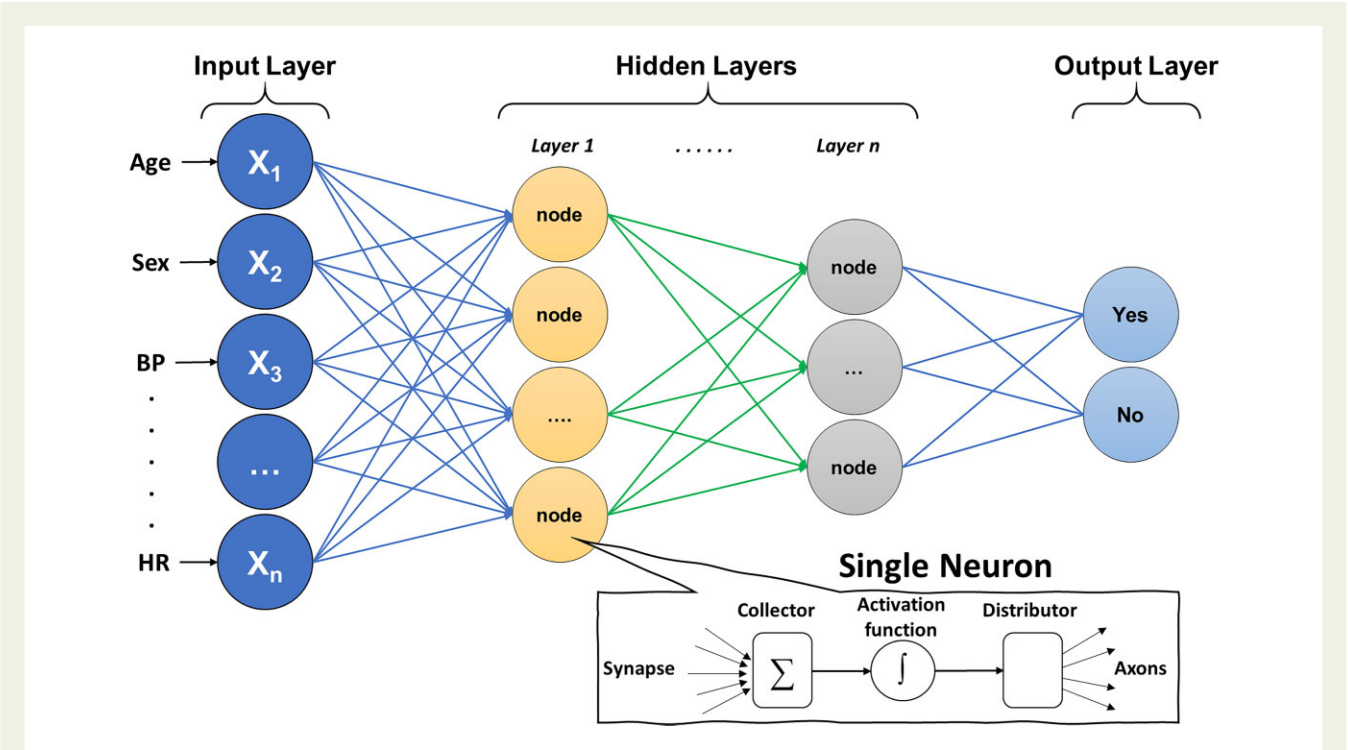 Input Layer
Hidden Layers
Output Layer
Layer 1
......
Layer n
Age
X1
Sex
X2
BP
X3
...
HR
Xn
node
node
....
node
node
...
node
Yes
No
Single Neuron
Synapse
Collector
∑
Activation
function
∫
Distributor
Axons